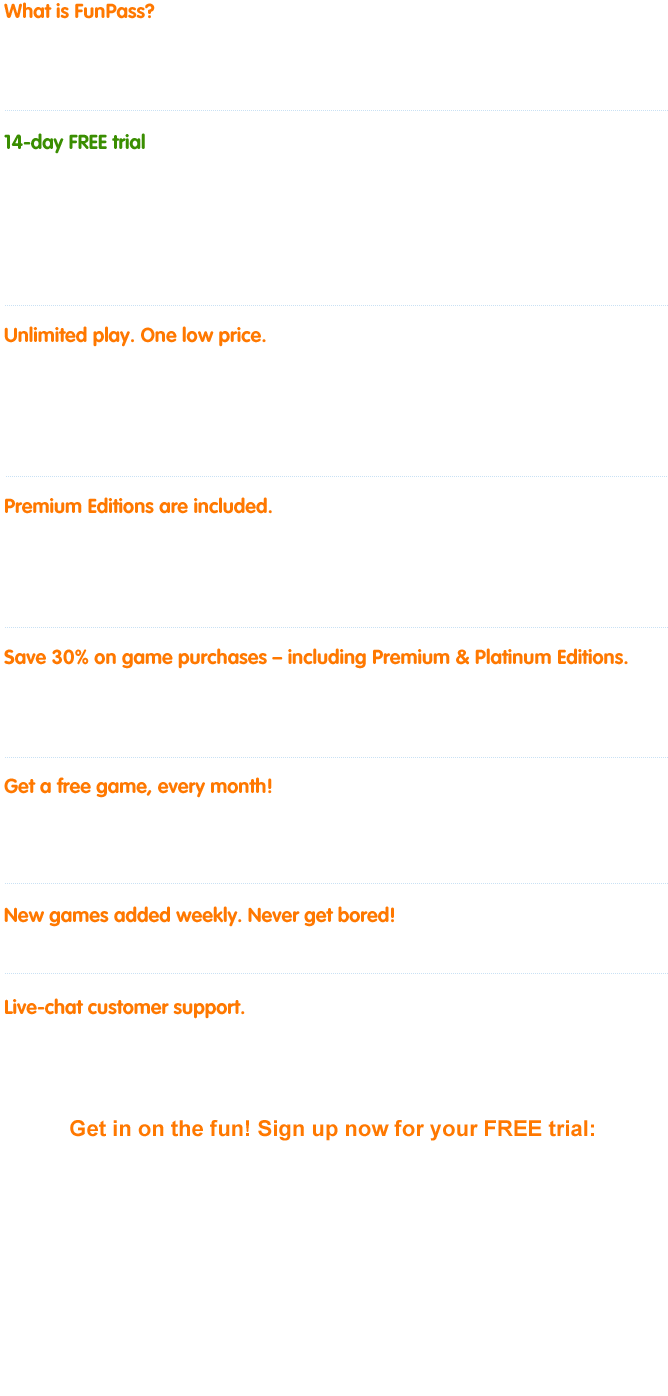 What is FunPass?
14-day FREE trial
Unlimited play. One low price.
Premium Editions are included.
Save 30% on game purchases – including Premium & Platinum Editions.
Get a free game, every month!
New games added weekly. Never get bored!
Live-chat customer support.
Get in on the fun! Sign up now for your FREE trial: